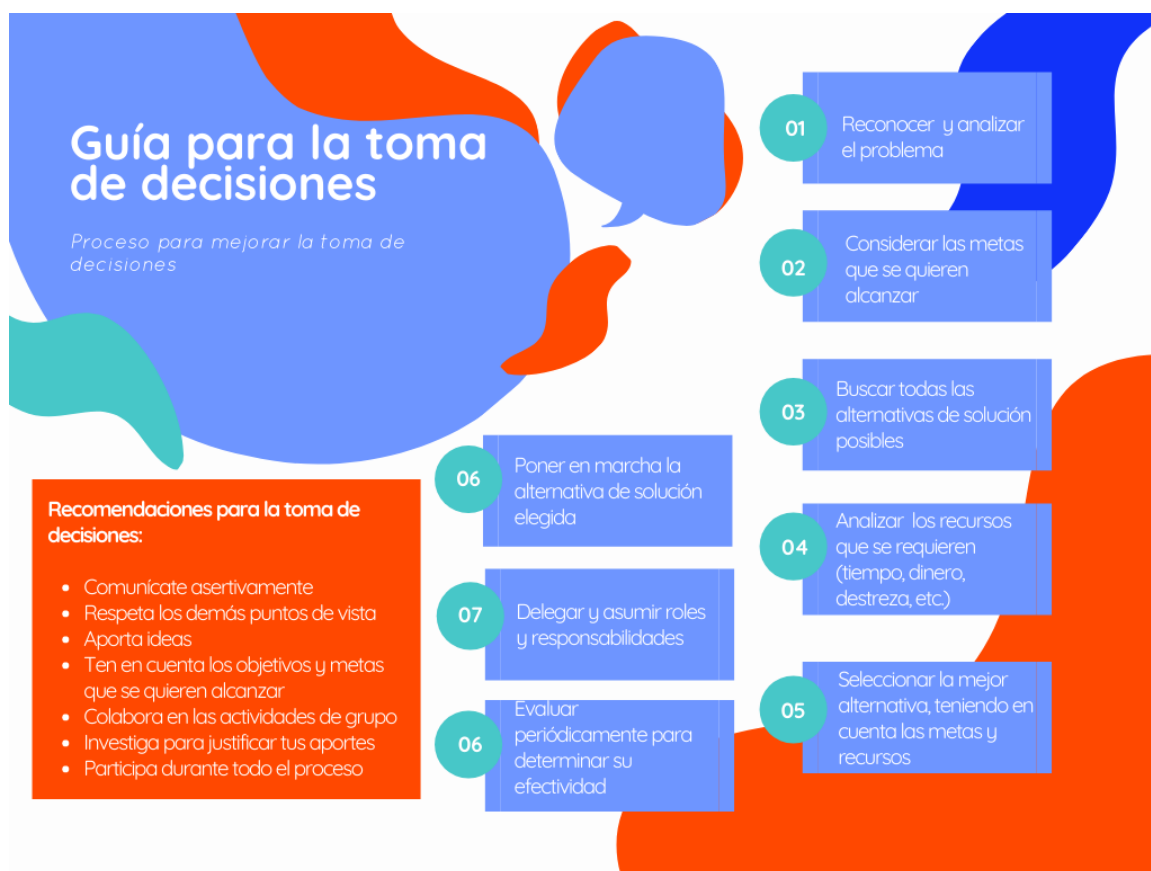 Guía para la toma
de decisiones
Proceso para mejorar la toma de
decisiones
01
Reconocer y analizar
el problema
02
Considerar las metas
que se quieren
alcanzar
03
Buscar todas las
alternativas de solución
posibles
04
Analizar los recursos
que se requieren
(tiempo, dinero,
destreza, etc.)
05
Seleccionar la mejor
alternativa, teniendo en
cuenta las metas y
recursos
06
Poner en marcha la
alternativa de solución
elegida
07
Delegar y asumir roles
y responsabilidades
06
Evaluar
periódicamente para
determinar su
efectividad
Recomendaciones para la toma de
decisiones:
• Comunícate asertivamente
• Respeta los demás puntos de vista
• Aporta ideas
• Ten en cuenta los objetivos y metas
que se quieren alcanzar
• Colabora en las actividades de grupo
• Investiga para justificar tus aportes
• Participa durante todo el proceso